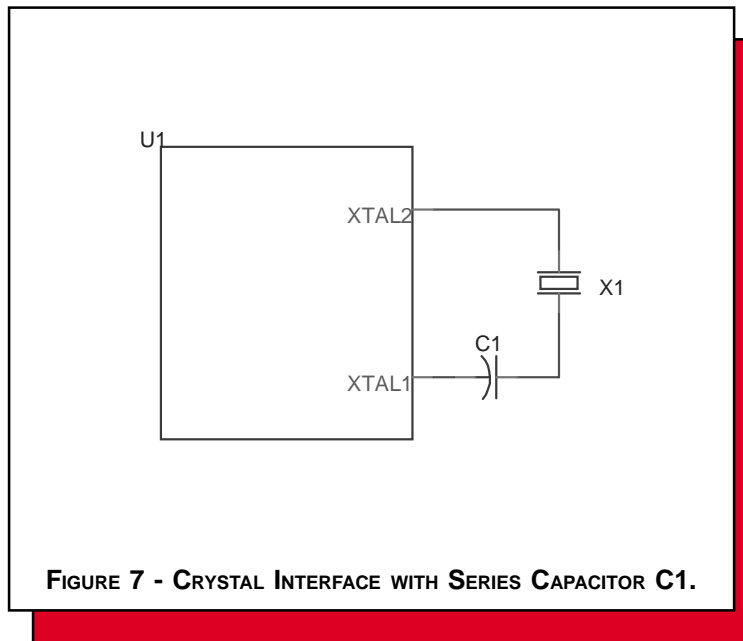 U1
XTAL2
X1
C1
XTAL1
FIGURE 7 - CRYSTAL INTERFACE WITH SERIES CAPACITOR C1.